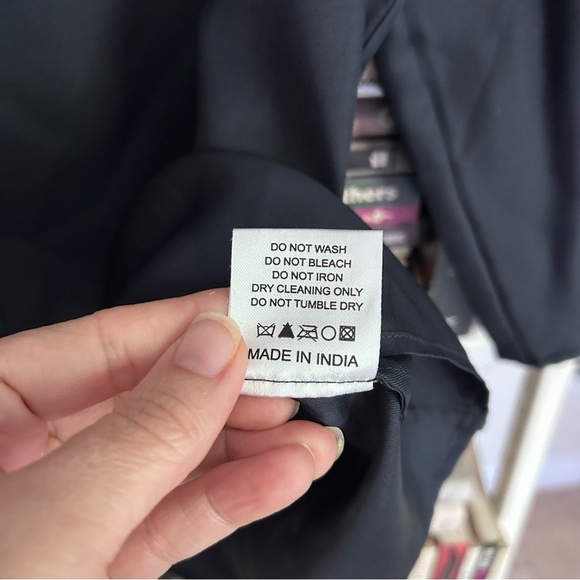 DO NOT WASH
DO NOT BLEACH
DO NOT IRON
DRY CLEANING ONLY
DO NOT TUMBLE DRY
MADE IN INDIA